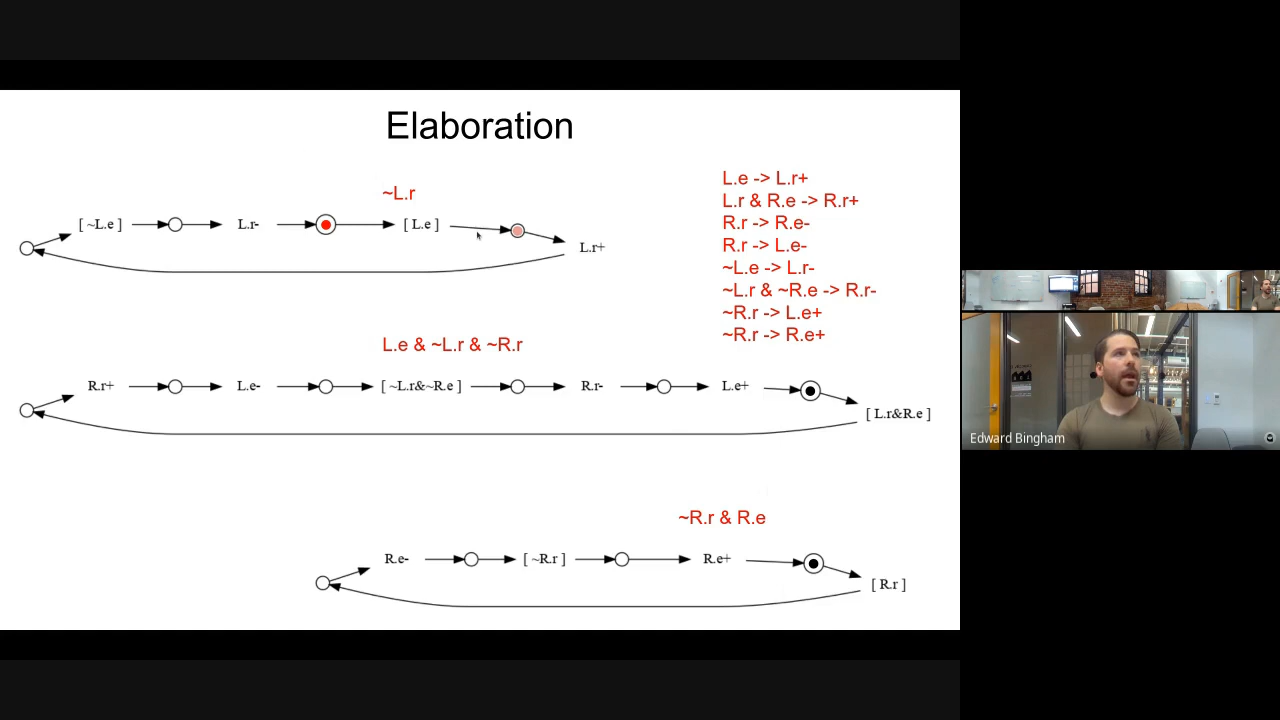 Elaboration
L.e -> L.r+
~L.r
L.r & R.e -> R.r+
[ ~L.e ]
L.r-
[ L.e ]
R.r -> R.e-
L.r+
R.r -> L.e-
~L.e -> L.r-
~L.r & ~R.e -> R.r-
~R.r -> L.e+
~R.r -> R.e+
L.e & ~L.r & ~R.r
R.r+
L.e-
[ ~L.r&~R.e ]
R.r-
L.e+
[ L.r&R.e ]
~R.r & R.e
R.e-
[ ~R.r ]
R.e+
[ R.r ]
Edward Bingham